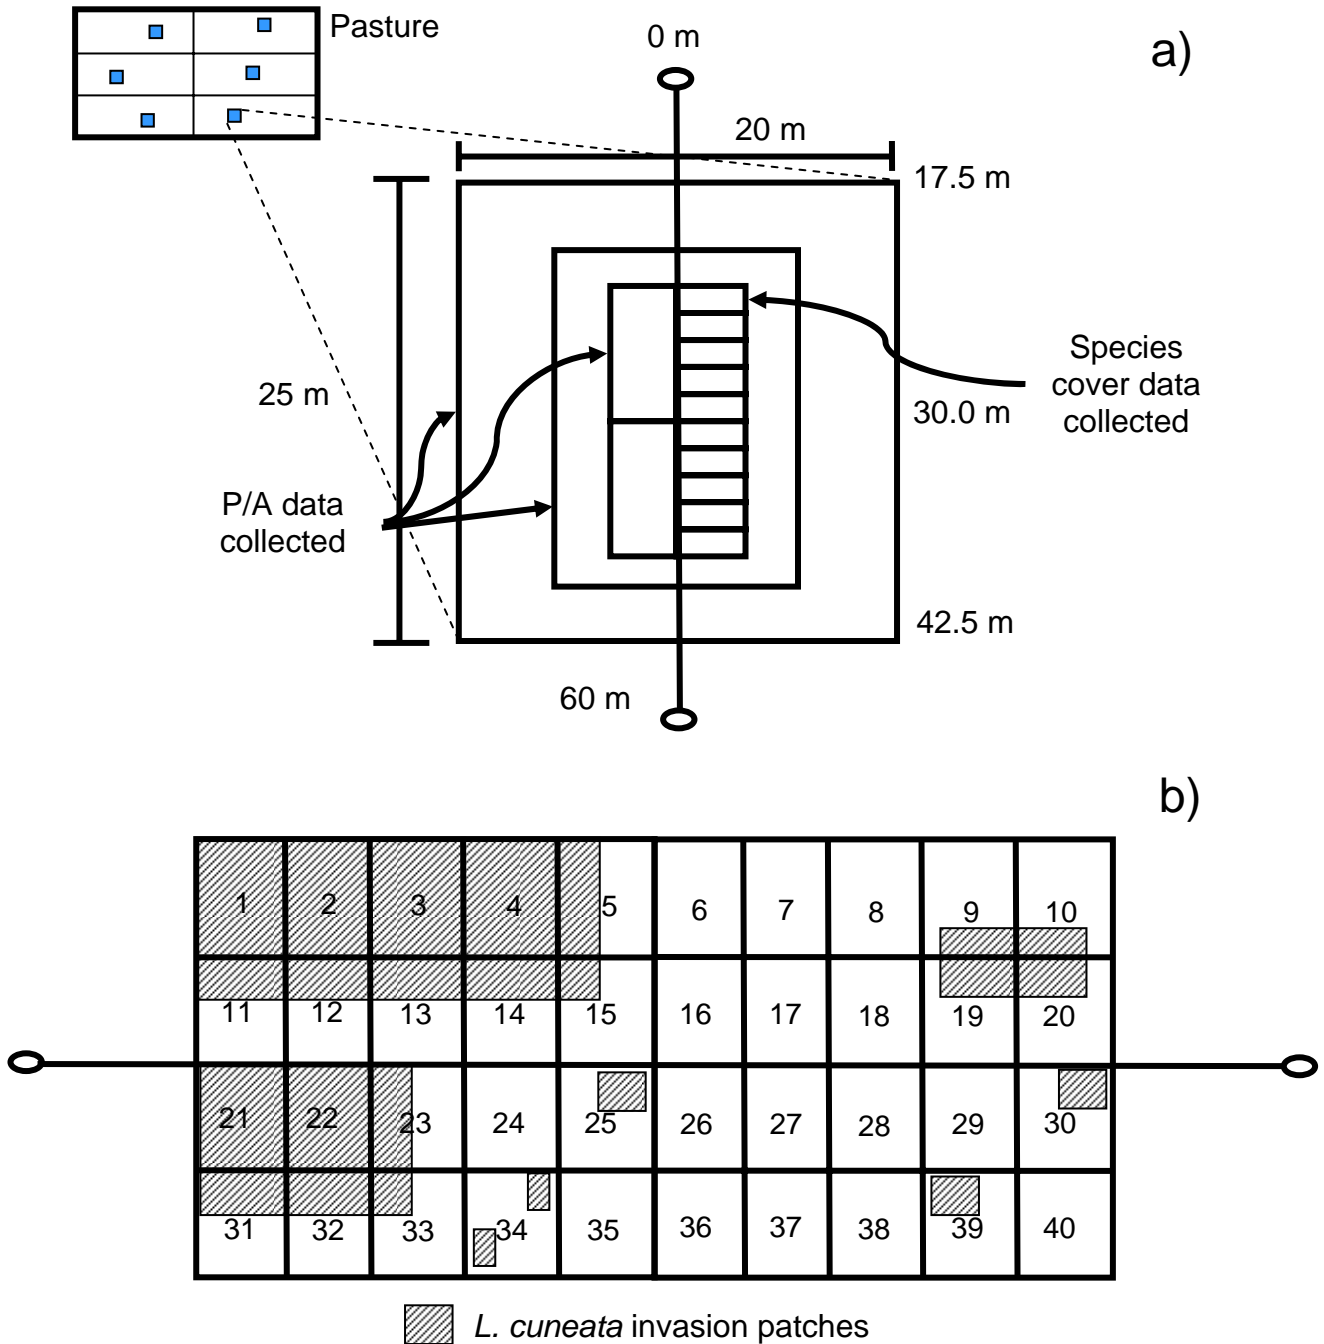 Pasture
0 m
a)
20 m
17.5 m
25 m
Species
cover data
collected
30.0 m
P/A data
collected
42.5 m
60 m
b)
1 2 3 4 5 6 7 8 9 10
11 12 13 14 15 16 17 18 19 20
21 22 23 24 25 26 27 28 29 30
31 32 33 34 35 36 37 38 39 40
L. cuneata invasion patches